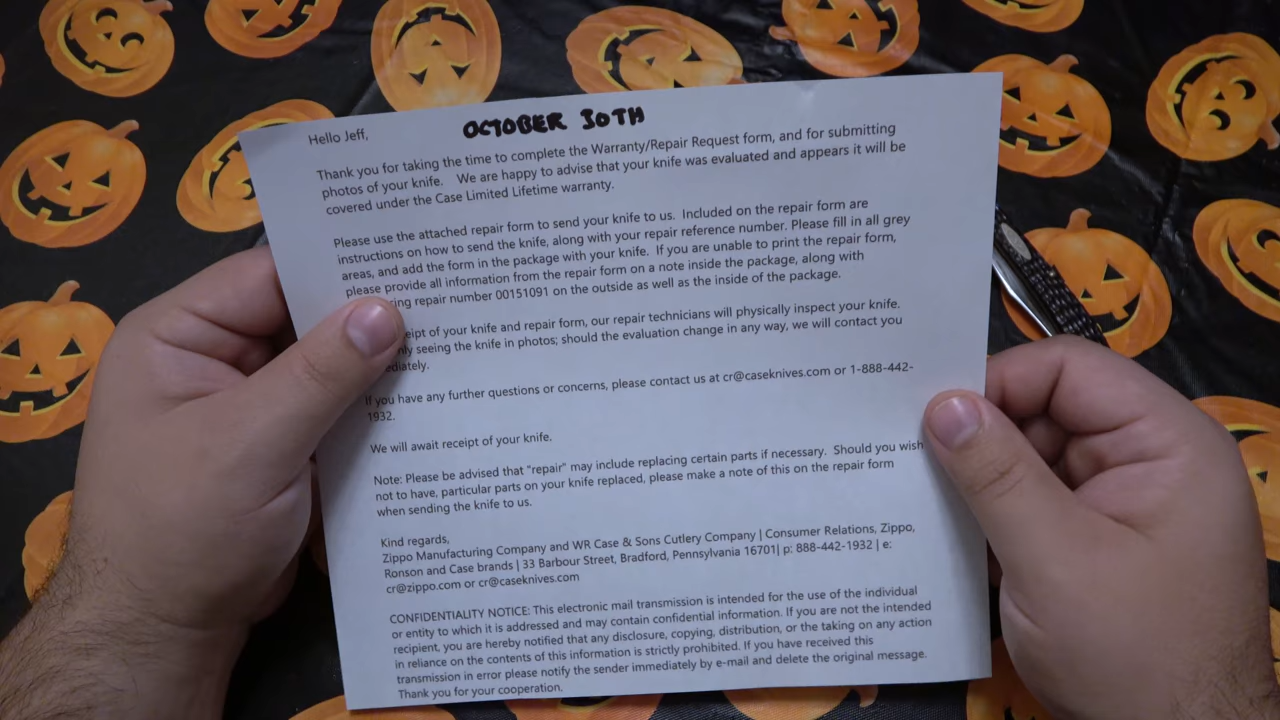 OCTOBER 30TH
Hello Jeff,
Thank you for taking the time to complete the Warranty/Repair Request form, and for submitting
photos of your knife. We are happy to advise that your knife was evaluated and appears it will be
covered under the Case Limited Lifetime warranty.
Please use the attached repair form to send your knife to us. Included on the repair form are
instructions on how to send the knife, along with your repair reference number. Please fill in all grey
areas, and add the form in the package with your knife. If you are unable to print the repair form,
please provide all information from the repair form on a note inside the package, along with
repair number 00151091 on the outside as well as the inside of the package.
of your knife and repair form, our repair technicians will physically inspect your knife.
seeing the knife in photos; should the evaluation change in any way, we will contact you
If you have any further questions or concerns, please contact us at cr@caseknives.com or 1-888-442-
1932.
We will await receipt of your knife.
Note: Please be advised that "repair" may include replacing certain parts if necessary. Should you wish
not to have, particular parts on your knife replaced, please make a note of this on the repair form
when sending the knife to us.
Kind regards,
Zippo Manufacturing Company and WR Case & Sons Cutlery Company | Consumer Relations, Zippo,
Ronson and Case brands | 33 Barbour Street, Bradford, Pennsylvania 16701| p: 888-442-1932 | e:
cr@zippo.com or cr@caseknives.com
CONFIDENTIALITY NOTICE: This electronic mail transmission is intended for the use of the individual
or entity to which it is addressed and may contain confidential information. If you are not the intended
recipient, you are hereby notified that any disclosure, copying, distribution, or the taking on any action
in reliance on the contents of this information is strictly prohibited. If you have received this
transmission in error please notify the sender immediately by e-mail and delete the original message.
Thank you for your cooperation.